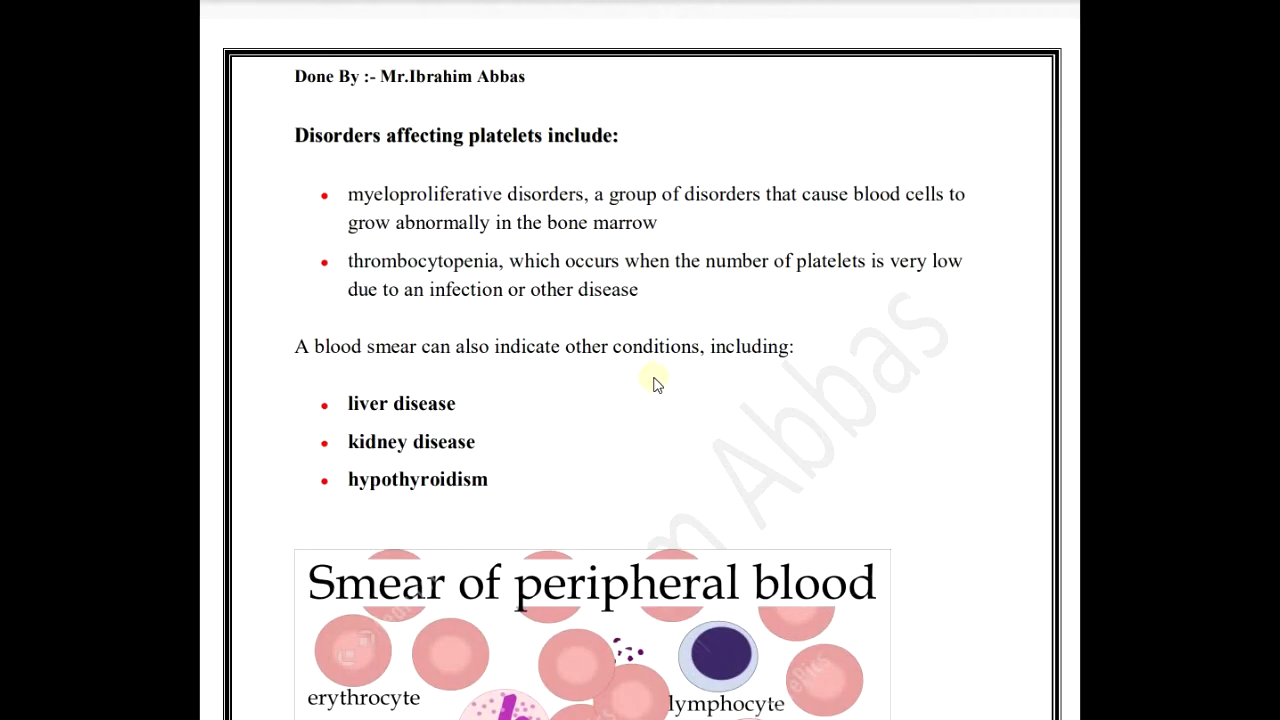 Done By :- Mr.Ibrahim Abbas
Disorders affecting platelets include:
myeloproliferative disorders, a group of disorders that cause blood cells to
grow abnormally in the bone marrow
thrombocytopenia, which occurs when the number of platelets is very low
due to an infection or other disease
A blood smear can also indicate other conditions, including:
liver disease
kidney disease
hypothyroidism
Abbas
Smear of peripheral blood
erythrocyte
lymphocyte